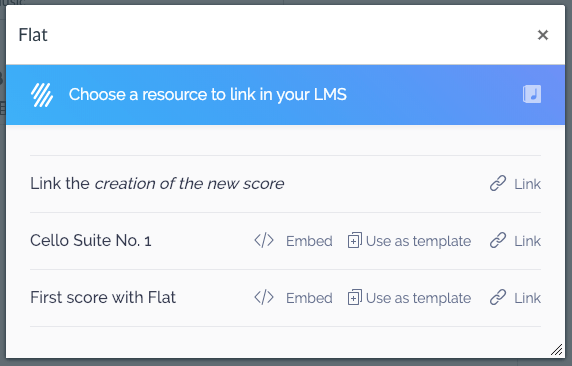 Flat ×
Choose a resource to link in your LMS
Link the creation of the new score Link
Cello Suite No. 1 </> Embed Use as template Link
First score with Flat </> Embed Use as template Link